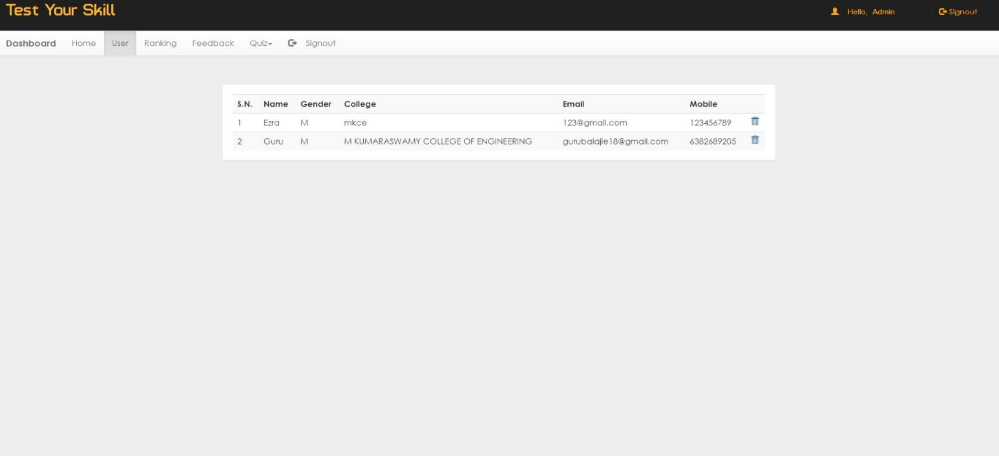 Test Your Skill
Hello, Admin
Signout
Dashboard Home User Ranking Feedback Quiz Signout
S.N. Name Gender College Email Mobile
1 Ezra M mkce 123@gmail.com 123456789
2 Guru M M KUMARASWAMY COLLEGE OF ENGINEERING gurubalajie18@gmail.com 6382689205